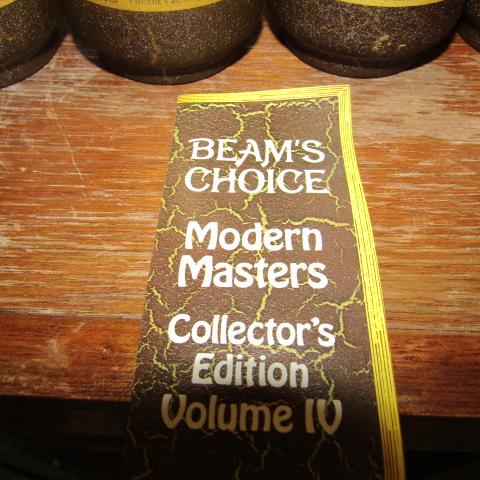 BEAM'S
CHOICE
Modern
Masters
Collector's
Edition
Volume IV